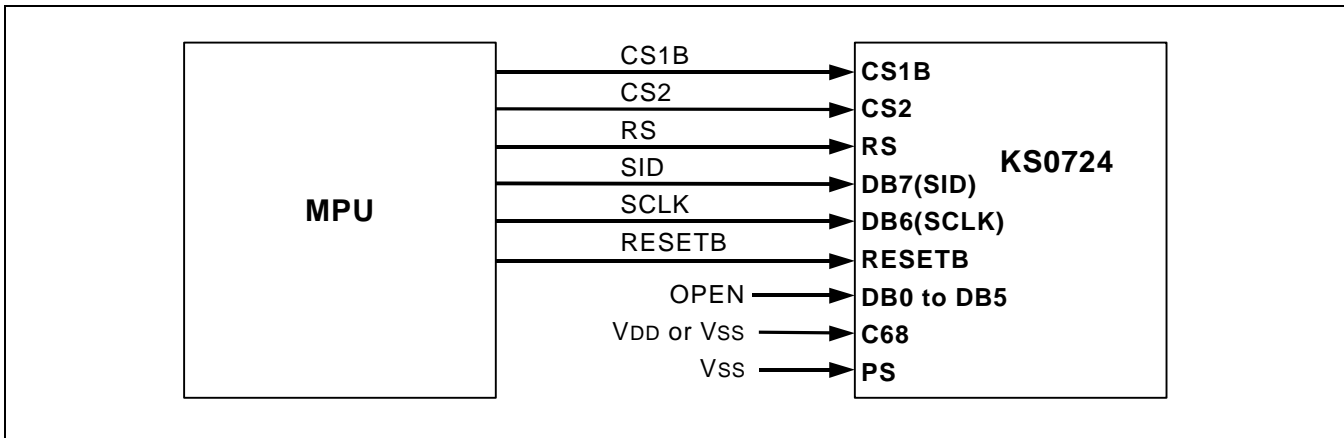 MPU
CS1B
CS2
RS
SID
SCLK
RESETB
OPEN
VDD or VSS
VSS
CS1B
CS2
RS
DB7(SID)
DB6(SCLK)
RESETB
DB0 to DB5
C68
PS
KS0724